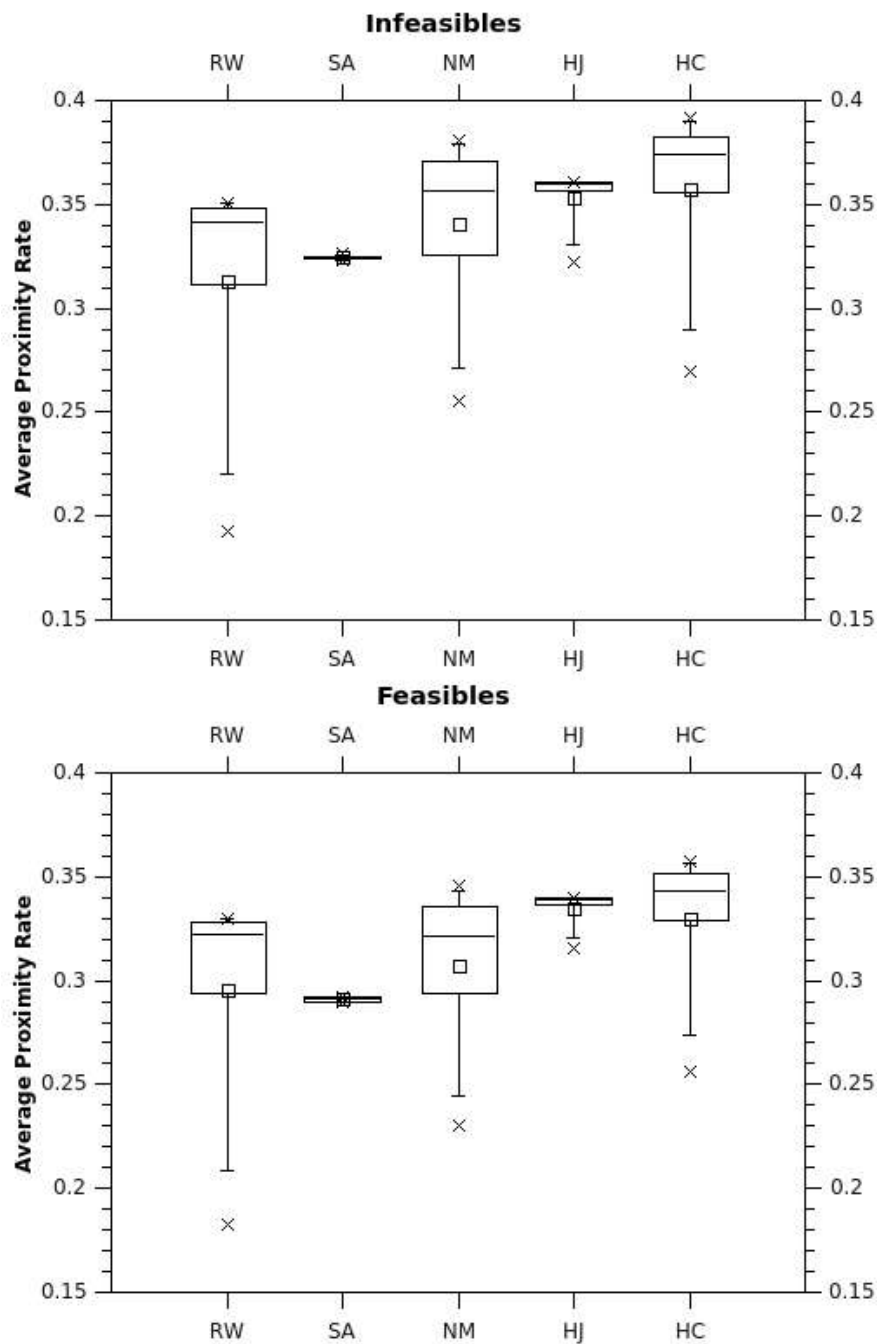 Infeasibles
RW SA NM HJ HC
0.4 0.4
0.35 0.35
0.3 0.3
0.25 0.25
0.2 0.2
0.15 0.15
Average Proximity Rate
RW SA NM HJ HC
Feasibles
RW SA NM HJ HC
0.4 0.4
0.35 0.35
0.3 0.3
0.25 0.25
0.2 0.2
0.15 0.15
Average Proximity Rate
RW SA NM HJ HC